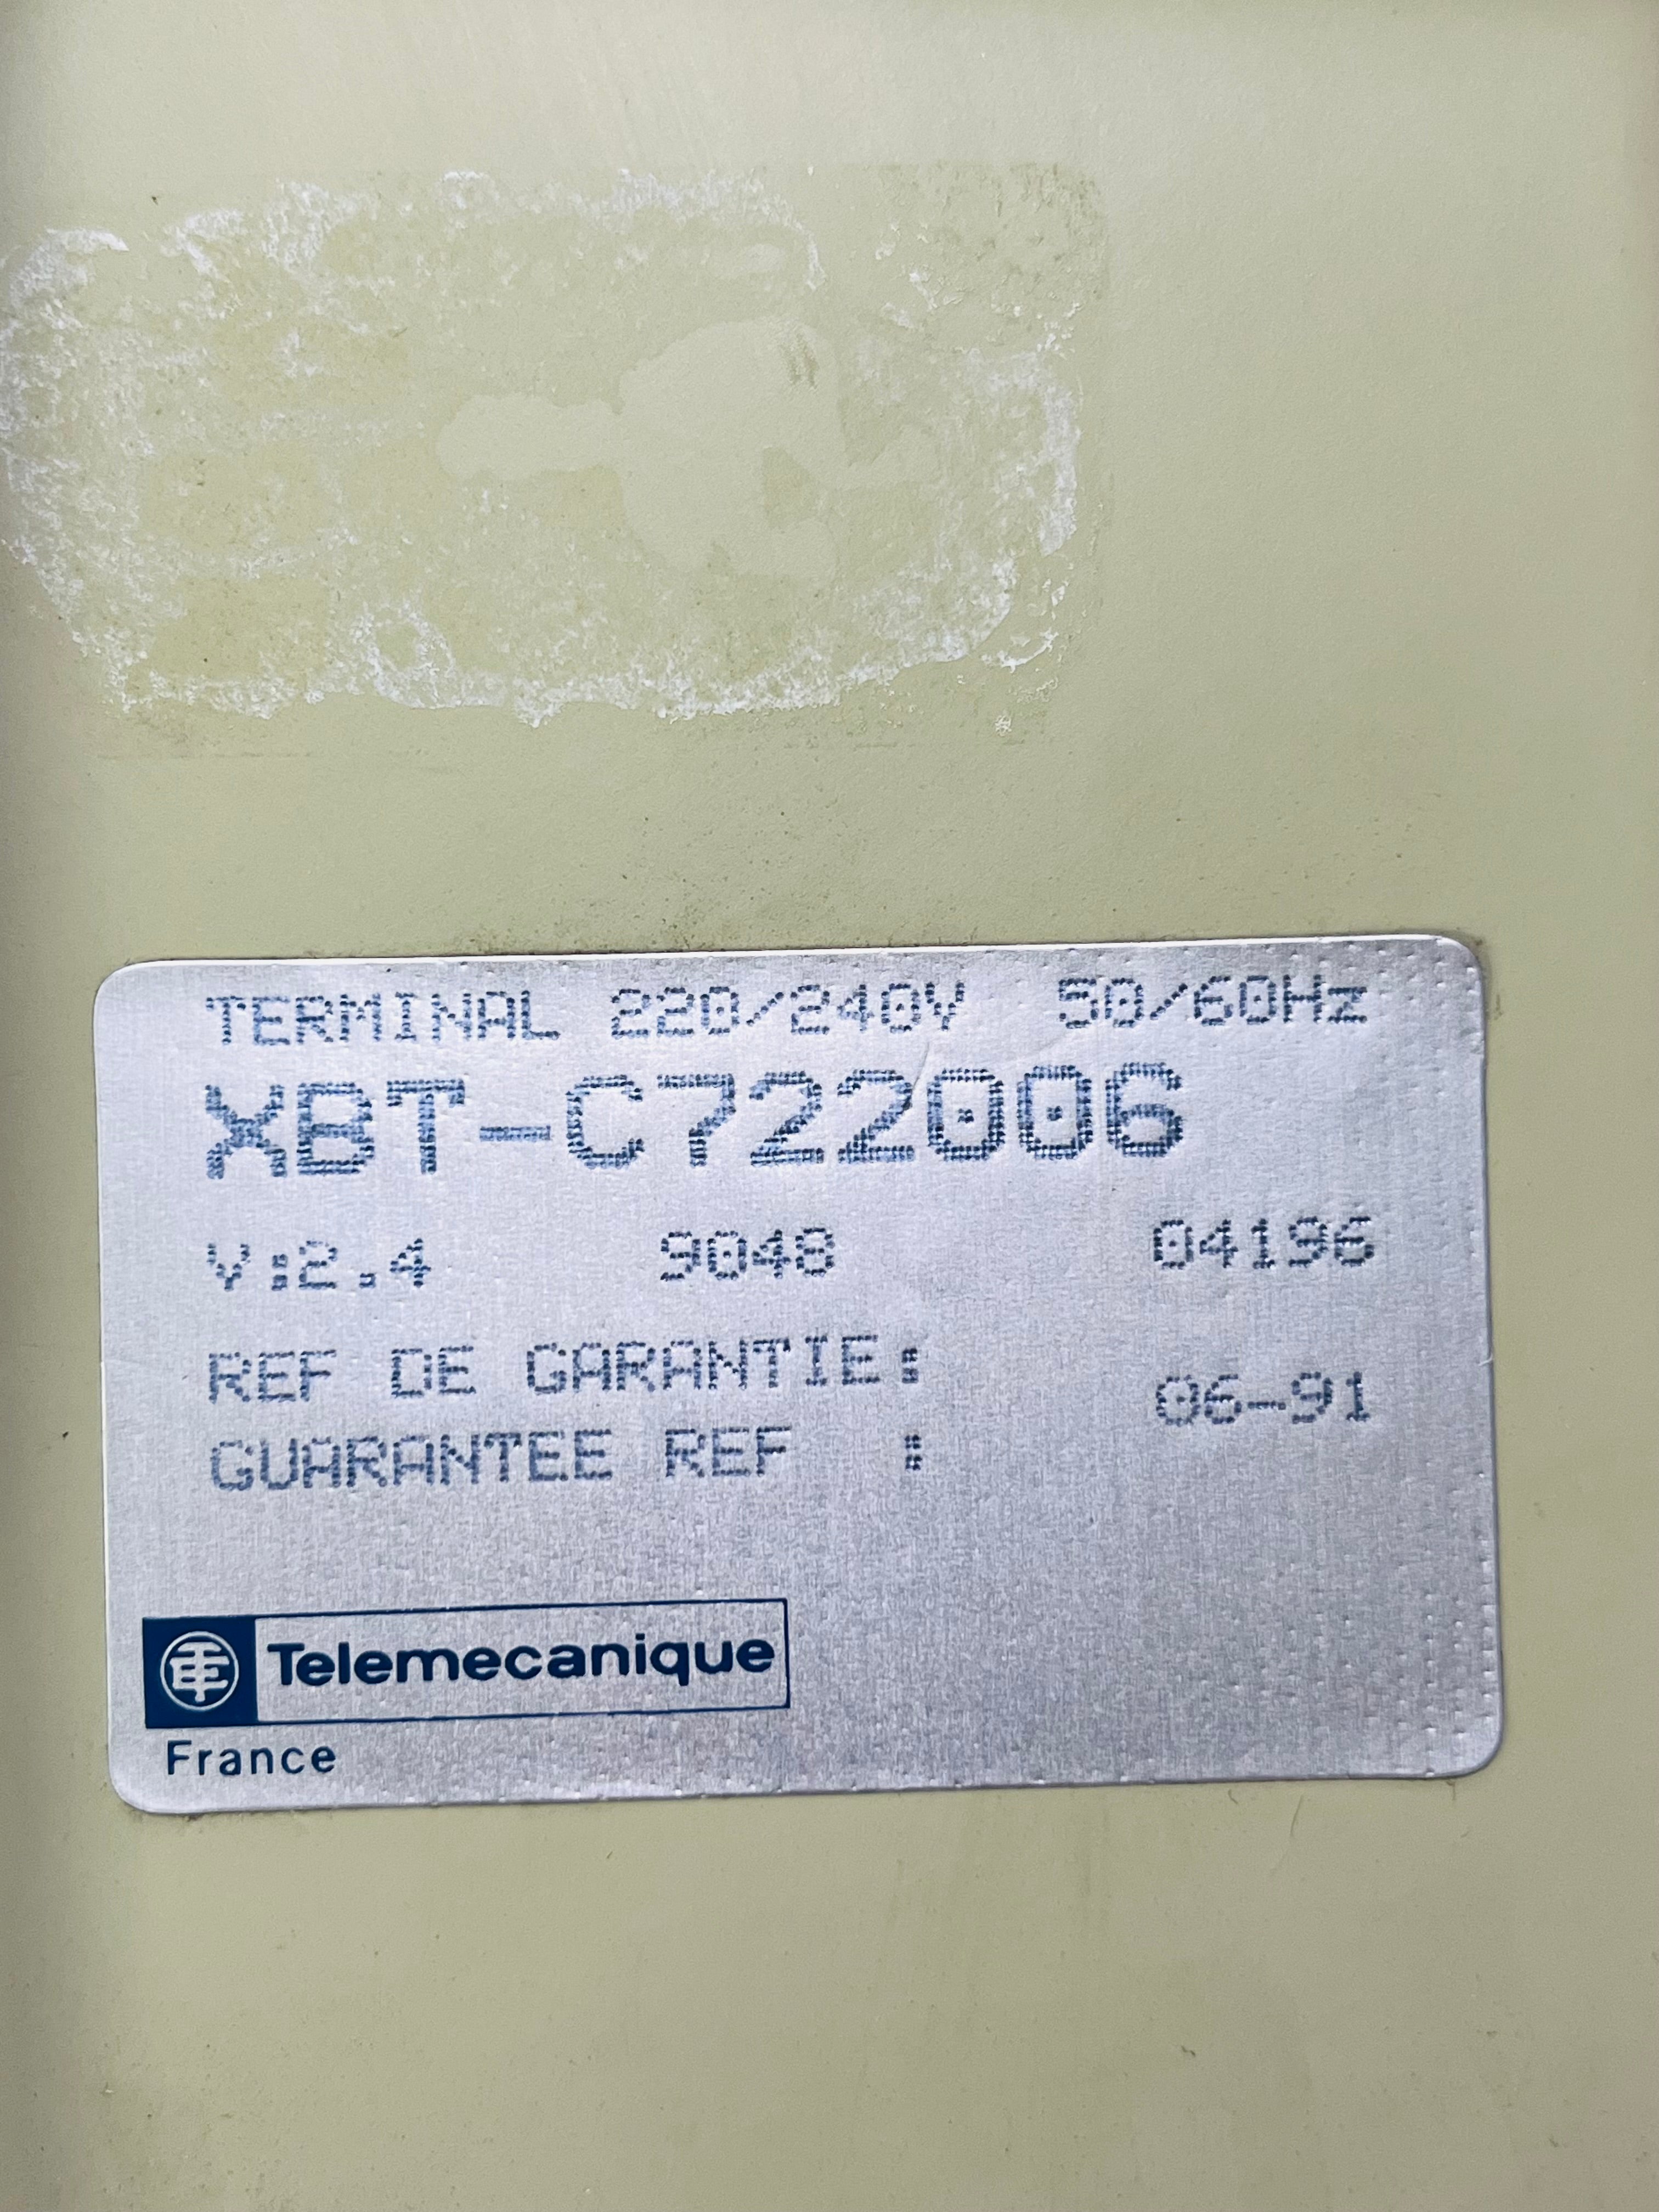 TERMINAL 220/240V 50/60Hz
XBT-C722006
V:2.4 9048 04196
REF DE GARANTIE:
06-91
GUARANTEE REF :
Telemecanique
France